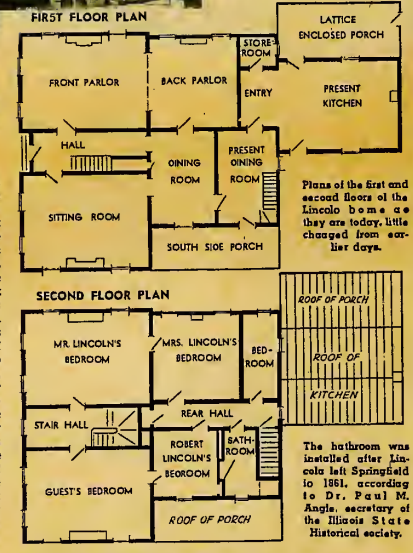 FIRST FLOOR PLAN
LATTICE
ENCLOSED PORCH
STORE-
ROOM
FRONT PARLOR
BACK PARLOR
ENTRY
PRESENT
KITCHEN
HALL
DINING
ROOM
PRESENT
DINING
ROOM
SITTING ROOM
SOUTH SIDE PORCH
Plans of the first and
second floors of the
Lincoln home as
they are today, little
changed from ear-
lier days.
SECOND FLOOR PLAN
ROOF OF PORCH
ROOF OF
KITCHEN
MR. LINCOLN'S
BEDROOM
MRS. LINCOLN'S
BEDROOM
BED-
ROOM
STAIR HALL
REAR HALL
ROBERT
LINCOLN'S
BEDROOM
BATH-
ROOM
GUEST'S BEDROOM
ROOF OF PORCH
The bathroom was
installed after Lin-
coln left Springfield
in 1861, according
to Dr. Paul M.
Angle, secretary of
the Illinois State
Historical society.